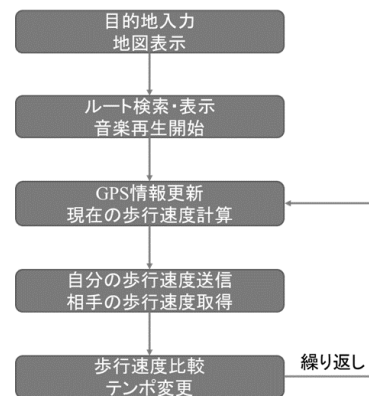 目的地入力
地図表示
ルート検索・表示
音楽再生開始
GPS情報更新
現在の歩行速度計算
自分の歩行速度送信
相手の歩行速度取得
歩行速度比較
テンポ変更
繰り返し